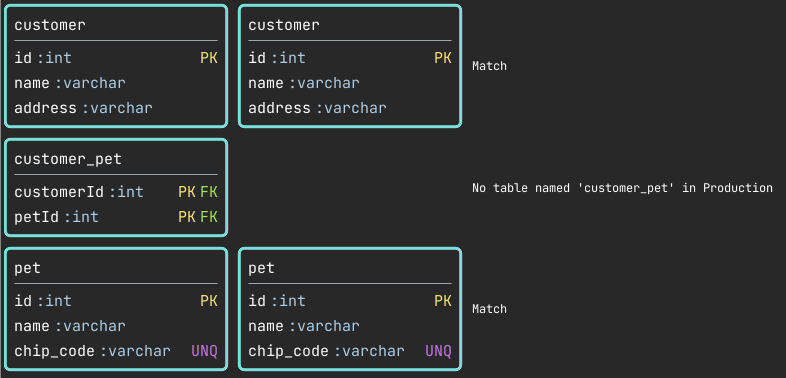 customer
id :int PK
name :varchar
address :varchar
customer
id :int PK
name :varchar
address :varchar
Match
customer_pet
customerId :int PK FK
petId :int PK FK
No table named 'customer_pet' in Production
pet
id :int PK
name :varchar
chip_code :varchar UNQ
pet
id :int PK
name :varchar
chip_code :varchar UNQ
Match